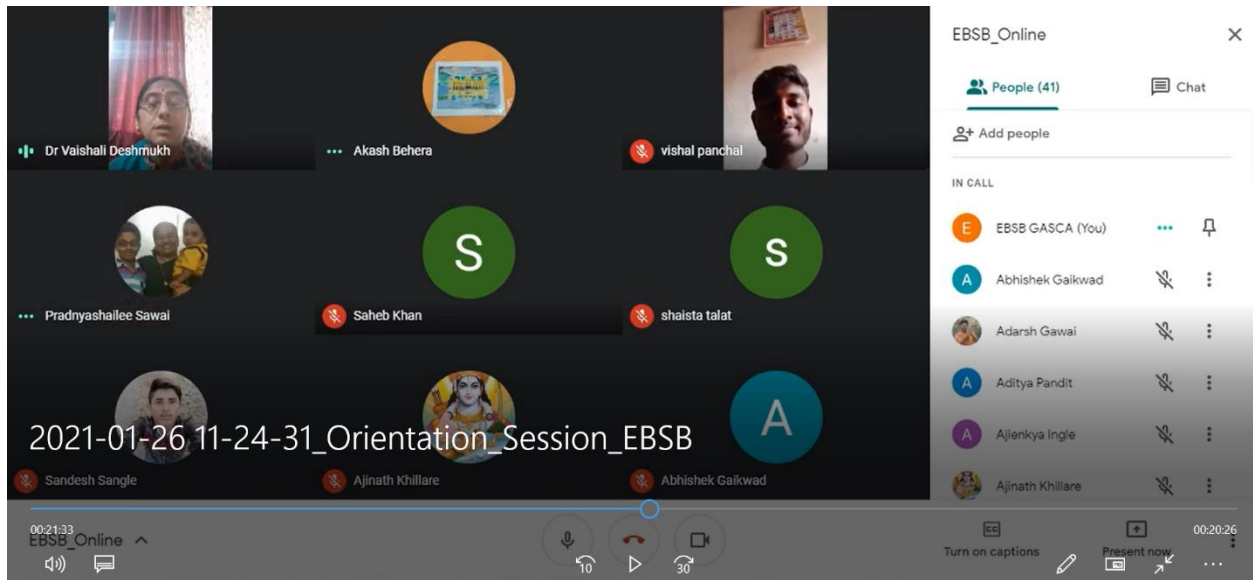 EBSB_Online
People (41)
Chat
Add people
IN CALL
E
EBSB GASCA (You)
A
Abhishek Gaikwad
Adarsh Gawai
A
Aditya Pandit
A
Ajienkya Ingle
Ajinath Khillare
Dr Vaishali Deshmukh
Akash Behera
vishal panchal
Pradnyashailee Sawai
S
Saheb Khan
s
shaista talat
2021-01-26 11-24-31_Orientation_Session_EBSB
Sandesh Sangle
Ajinath Khillare
A
Abhishek Gaikwad
00:21:33
00:20:26
EBSB_Online
10
30
CC
Turn on captions
Present now